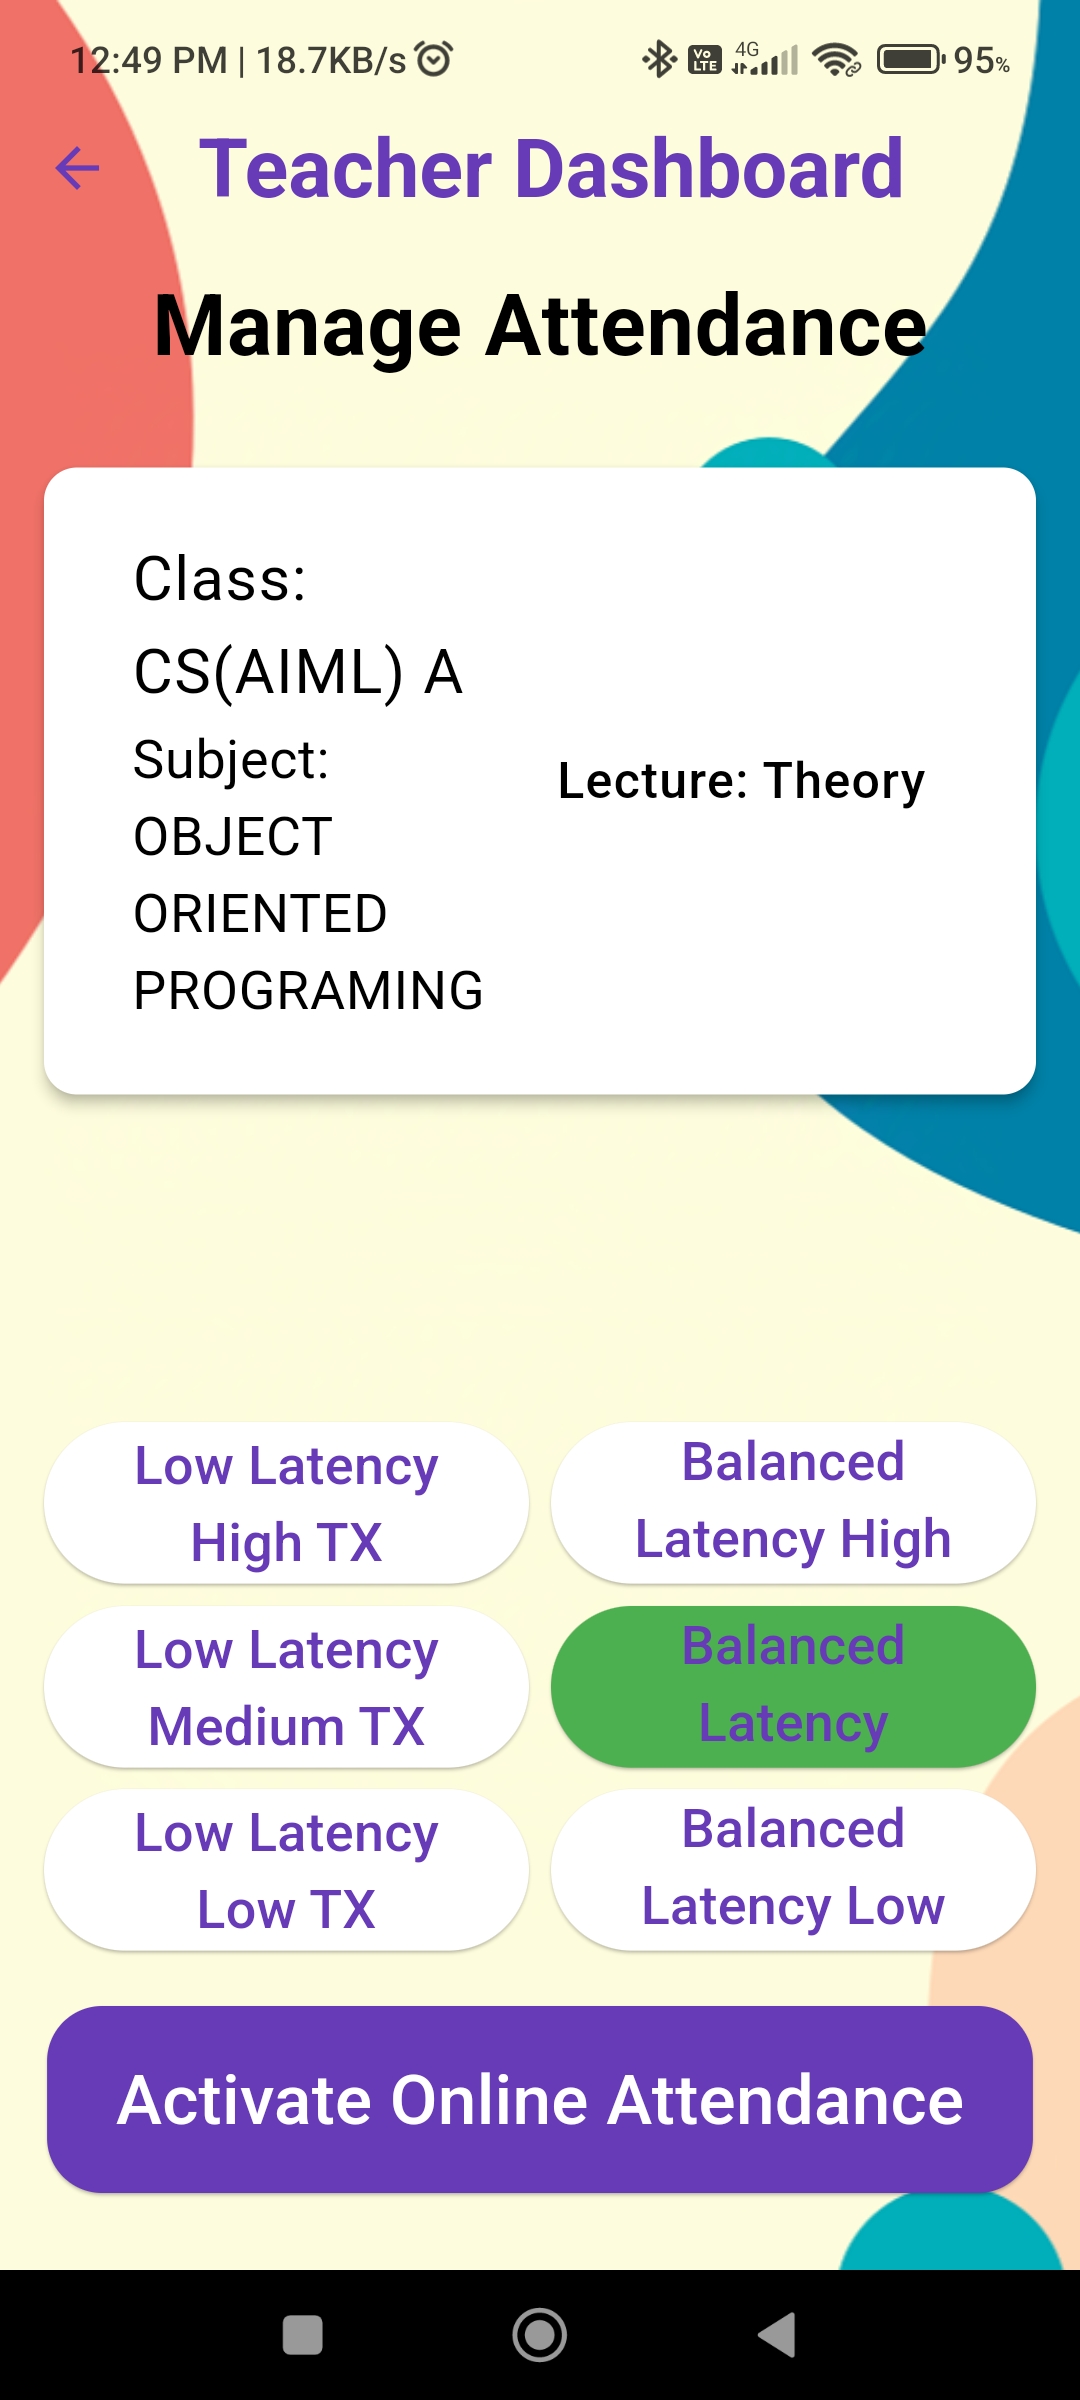 12:49 PM | 18.7KB/s
Vo LTE 4G 95%
Teacher Dashboard
Manage Attendance
Class:
CS(AIML) A
Subject:
OBJECT
ORIENTED
PROGRAMING
Lecture: Theory
Low Latency
High TX
Balanced
Latency High
Low Latency
Medium TX
Balanced
Latency
Low Latency
Low TX
Balanced
Latency Low
Activate Online Attendance